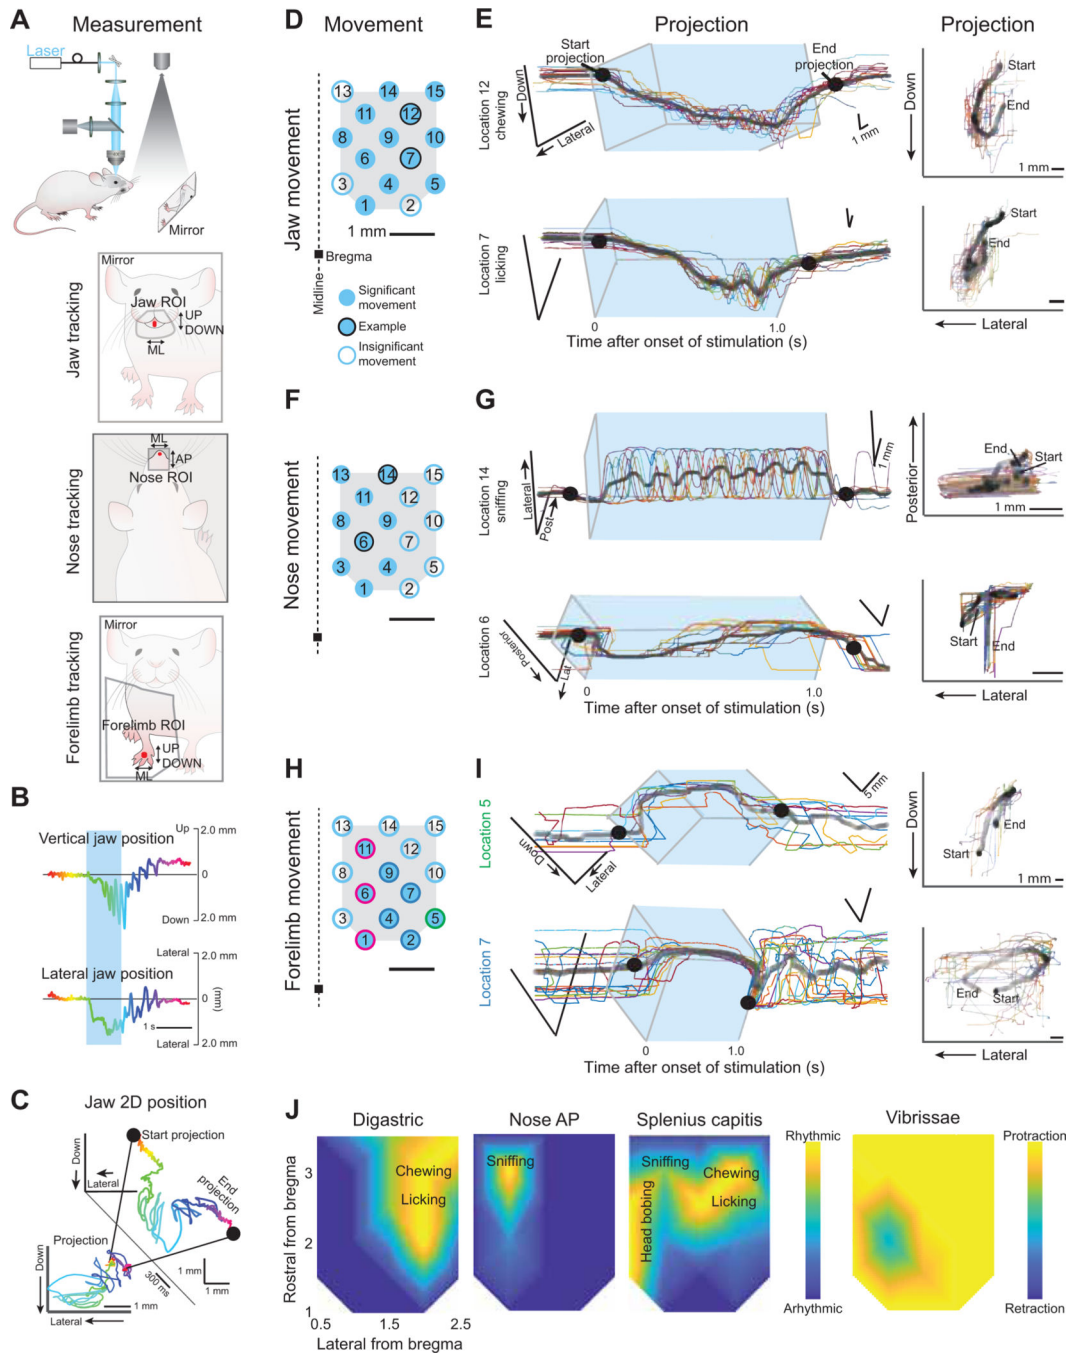 A
Measurement
Laser
Mirror
Mirror
Jaw ROI
UP
DOWN
ML
Jaw tracking
ML
AP
Nose ROI
Nose tracking
Mirror
Forelimb ROI
UP
DOWN
ML
Forelimb tracking
B
Vertical jaw position
Up
2.0 mm
0
Down
2.0 mm
Lateral
2.0 mm
Lateral jaw position
0
(mm)
1 s
Lateral
2.0 mm
C
Jaw 2D position
Down
Lateral
Start projection
End projection
Projection
Down
300 ms
1 mm
1 mm
1 mm
Lateral
D
Movement
Jaw movement
13 14 15
11 12
8 9 10
6 7
3 4 5
1 2
1 mm
Bregma
Midline
Significant movement
Example
Insignificant movement
E
Projection
Projection
Location 12
chewing
Start projection
End projection
Down
Lateral
1 mm
Down
Start
End
1 mm
Location 7
licking
0
1.0
Time after onset of stimulation (s)
Start
End
Lateral
F
Nose movement
13 14 15
11 12
8 9 10
6 7
3 4 5
1 2
G
Location 14
sniffing
Lateral
Post
1 mm
Posterior
End
Start
1 mm
Location 6
Posterior
Lat
0
1.0
Time after onset of stimulation (s)
Start
End
Lateral
H
Forelimb movement
13 14 15
11 12
8 9 10
6 7
3 4 5
1 2
I
Location 5
Down
Lateral
5 mm
Down
End
Start
1 mm
Location 7
0
1.0
Time after onset of stimulation (s)
End
Start
Lateral
J
Digastric
Nose AP
Splenius capitis
Vibrissae
Rostral from bregma
3
2
1
Chewing
Licking
Sniffing
Sniffing
Chewing
Licking
Head bobing
Rhythmic
Arhythmic
Protraction
Retraction
0.5
1.5
2.5
Lateral from bregma